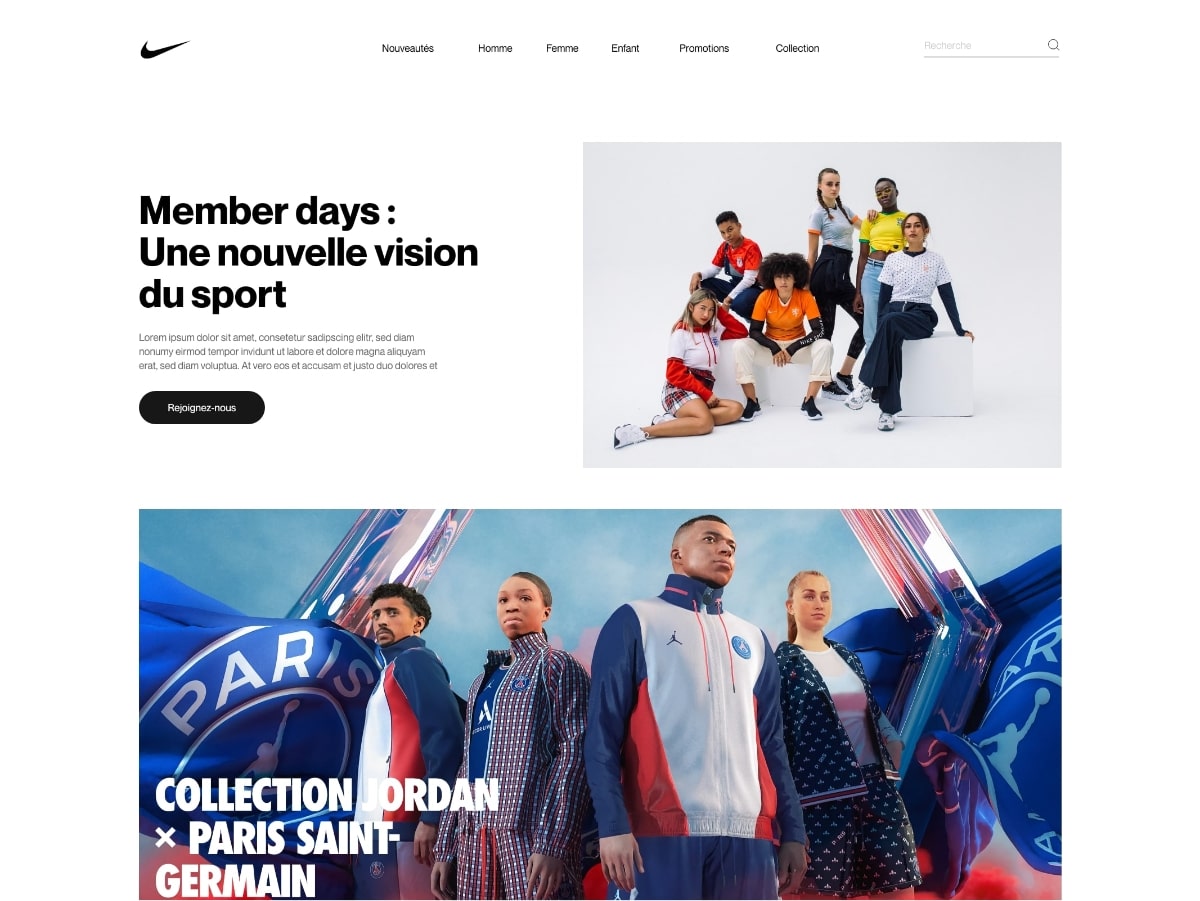 Nouveautés Homme Femme Enfant Promotions Collection Recherche
Member days :
Une nouvelle vision
du sport
Lorem ipsum dolor sit amet, consetetur sadipscing elitr, sed diam
nonumy eirmod tempor invidunt ut labore et dolore magna aliquyam
erat, sed diam voluptua. At vero eos et accusam et justo duo dolores et
Rejoignez-nous
PARIS
COLLECTION JORDAN
× PARIS SAINT-
GERMAIN